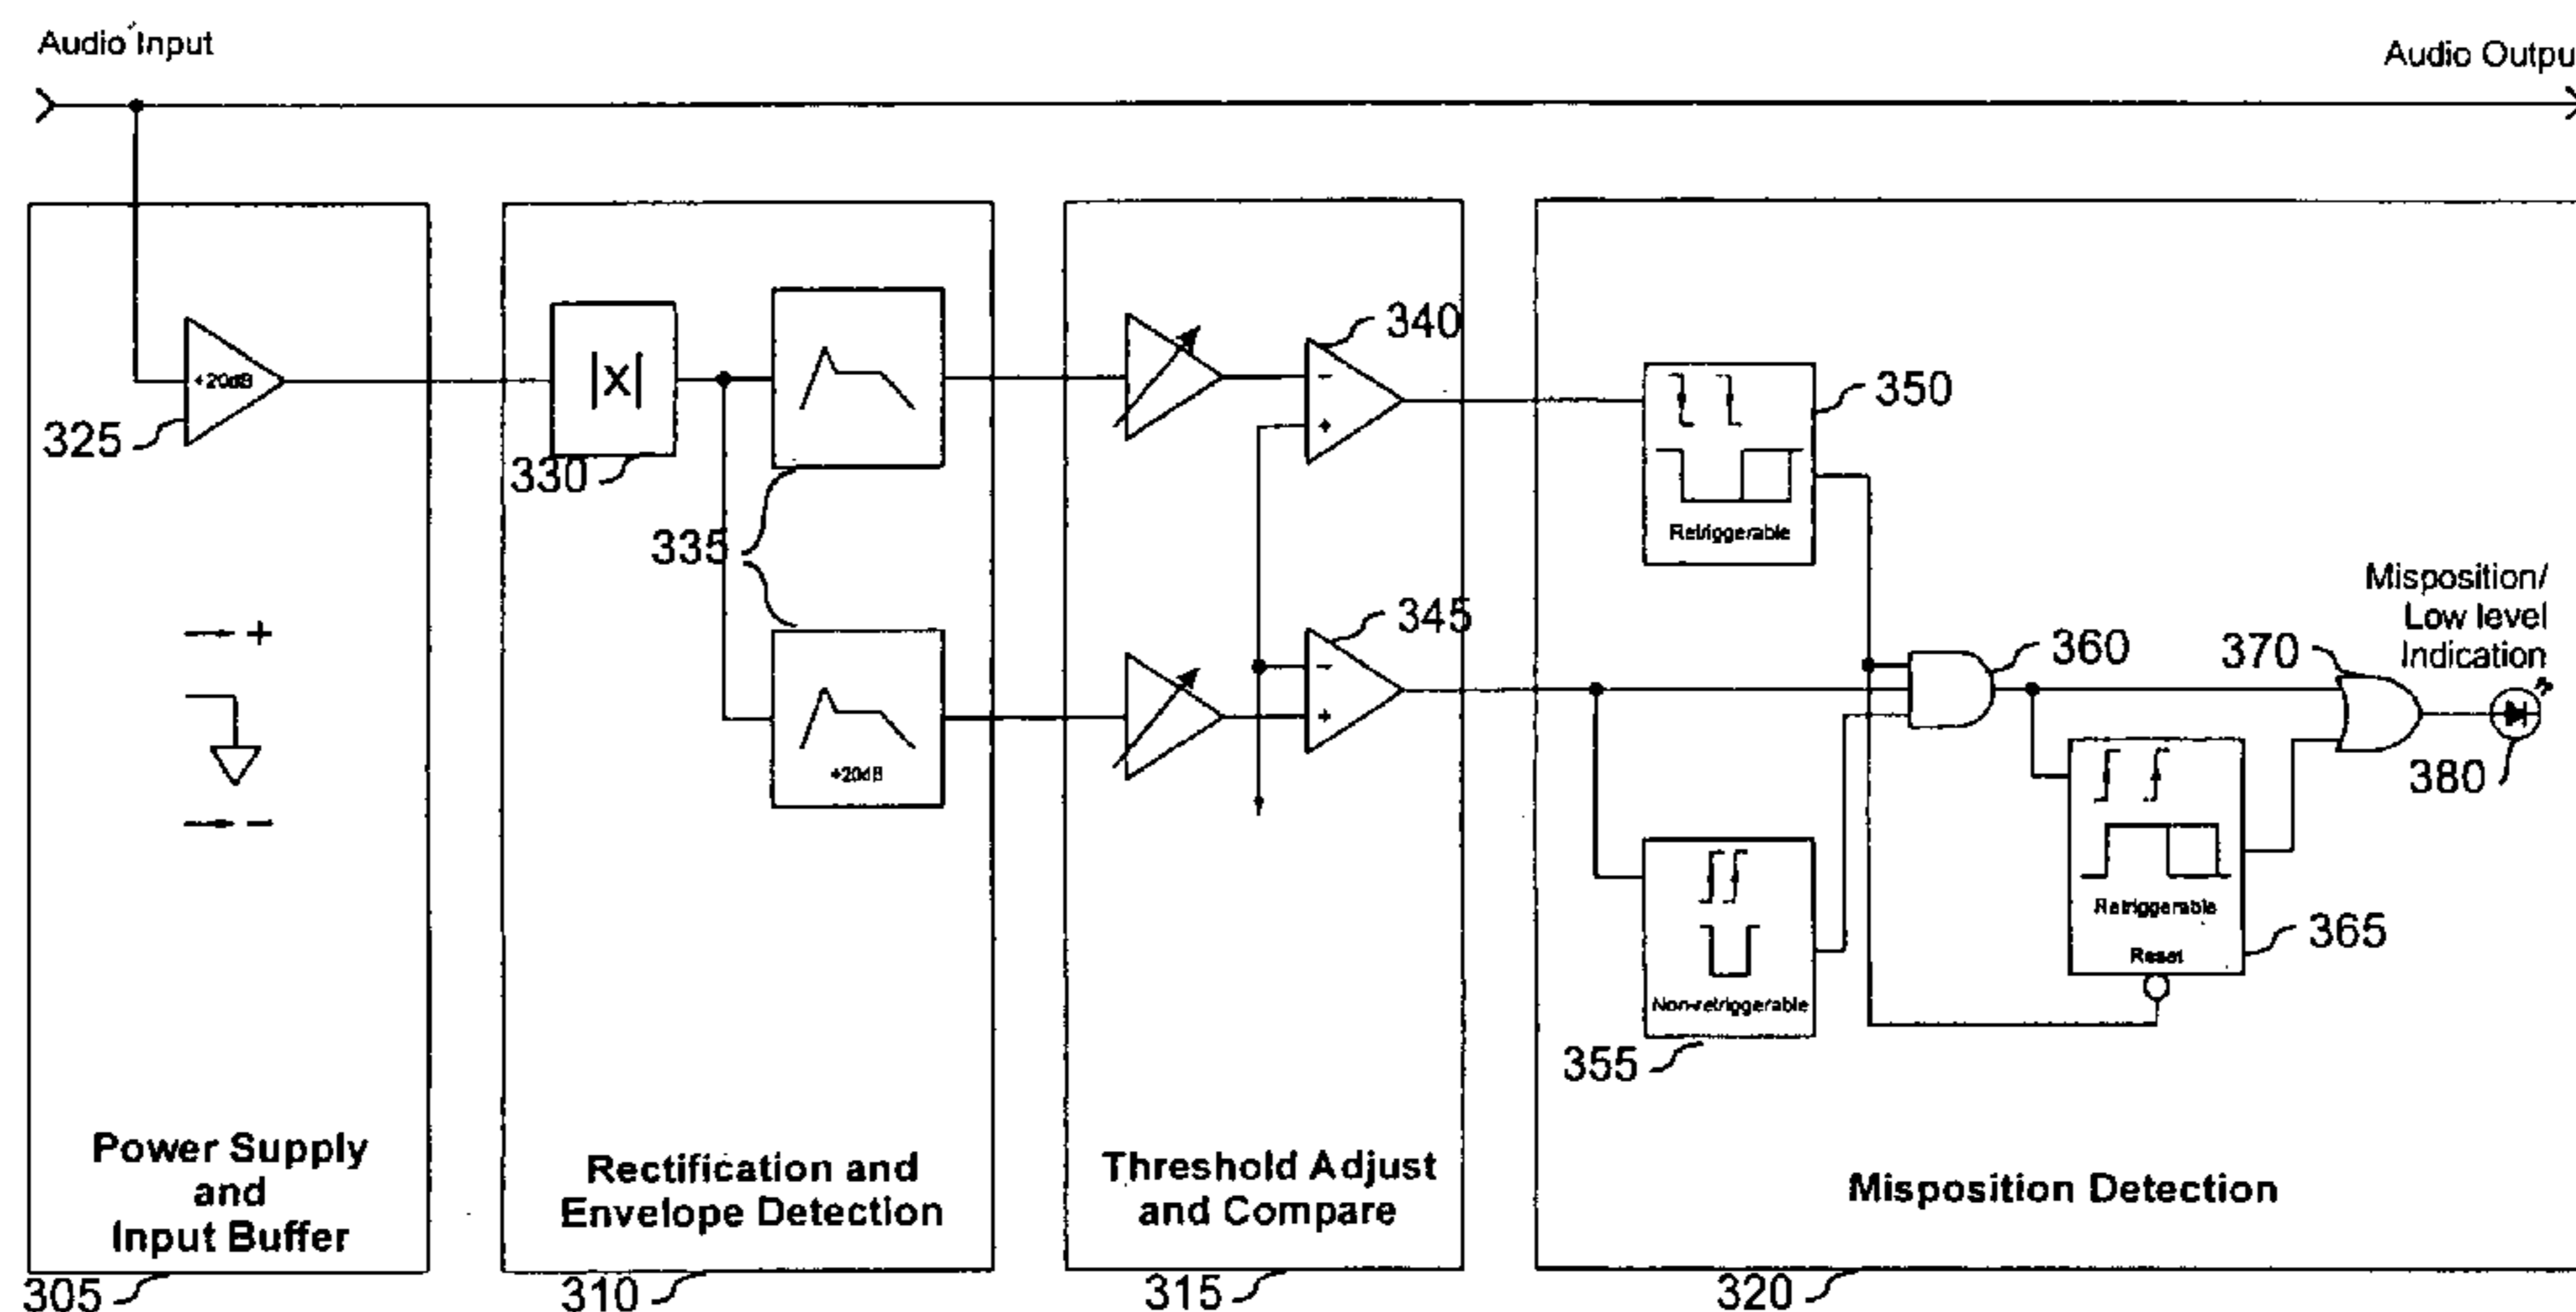 Audio Input
Audio Outpu
+20dB
325
+
−
Power Supply
and
Input Buffer
305
|x|
330
335
+20dB
Rectification and
Envelope Detection
310
340
−
+
345
−
+
Threshold Adjust
and Compare
315
350
Retriggerable
355
Non-retriggerable
360
365
Retriggerable
Reset
370
Misposition/
Low level
Indication
380
Misposition Detection
320